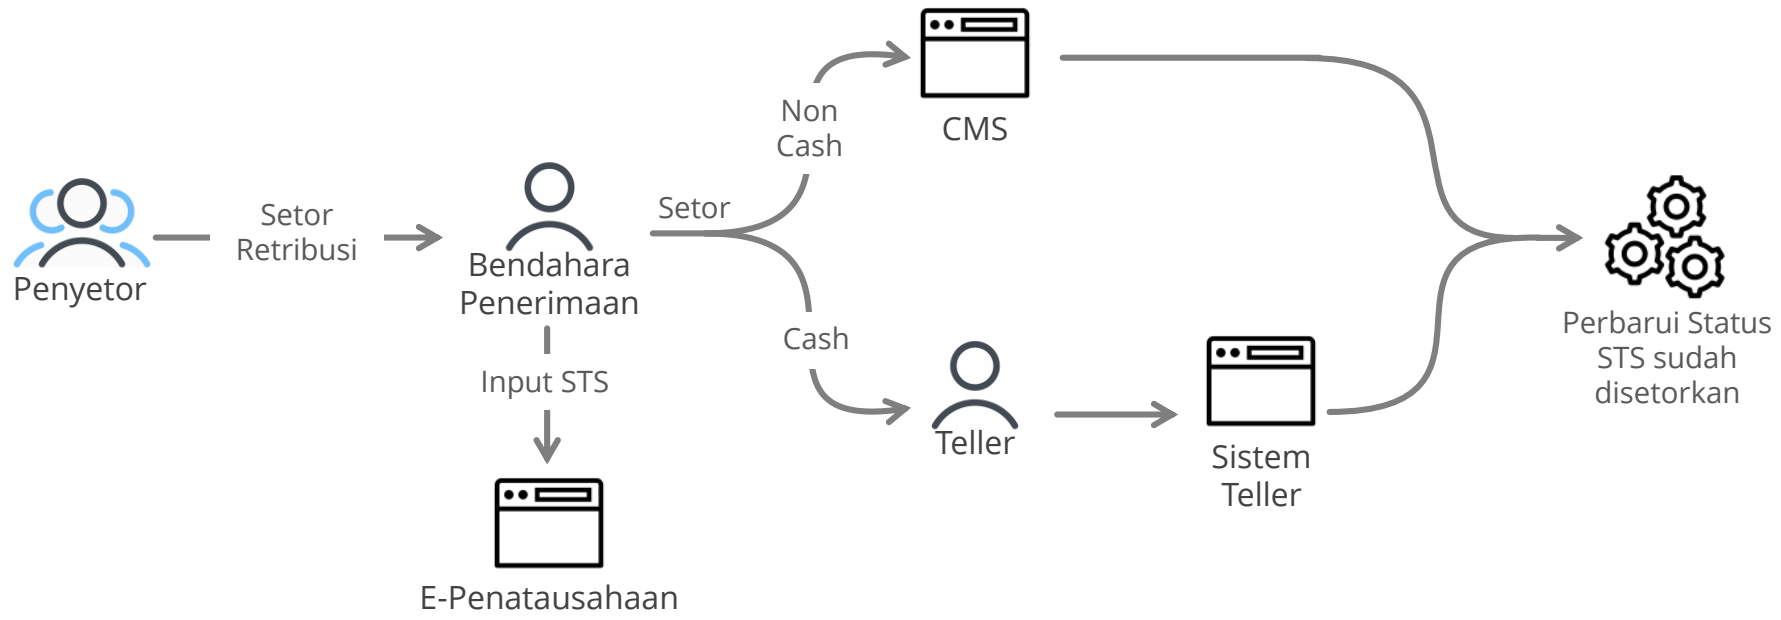 Penyetor
Setor
Retribusi
Bendahara
Penerimaan
Input STS
E-Penatausahaan
Setor
Non
Cash
CMS
Cash
Teller
Sistem
Teller
Perbarui Status
STS sudah
disetorkan